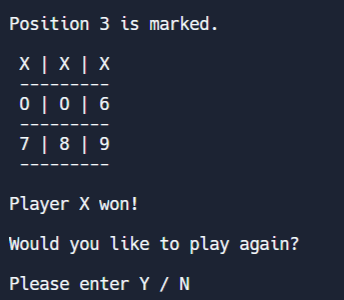 Position 3 is marked.
X | X | X
---------
O | O | 6
---------
7 | 8 | 9
---------
Player X won!
Would you like to play again?
Please enter Y / N